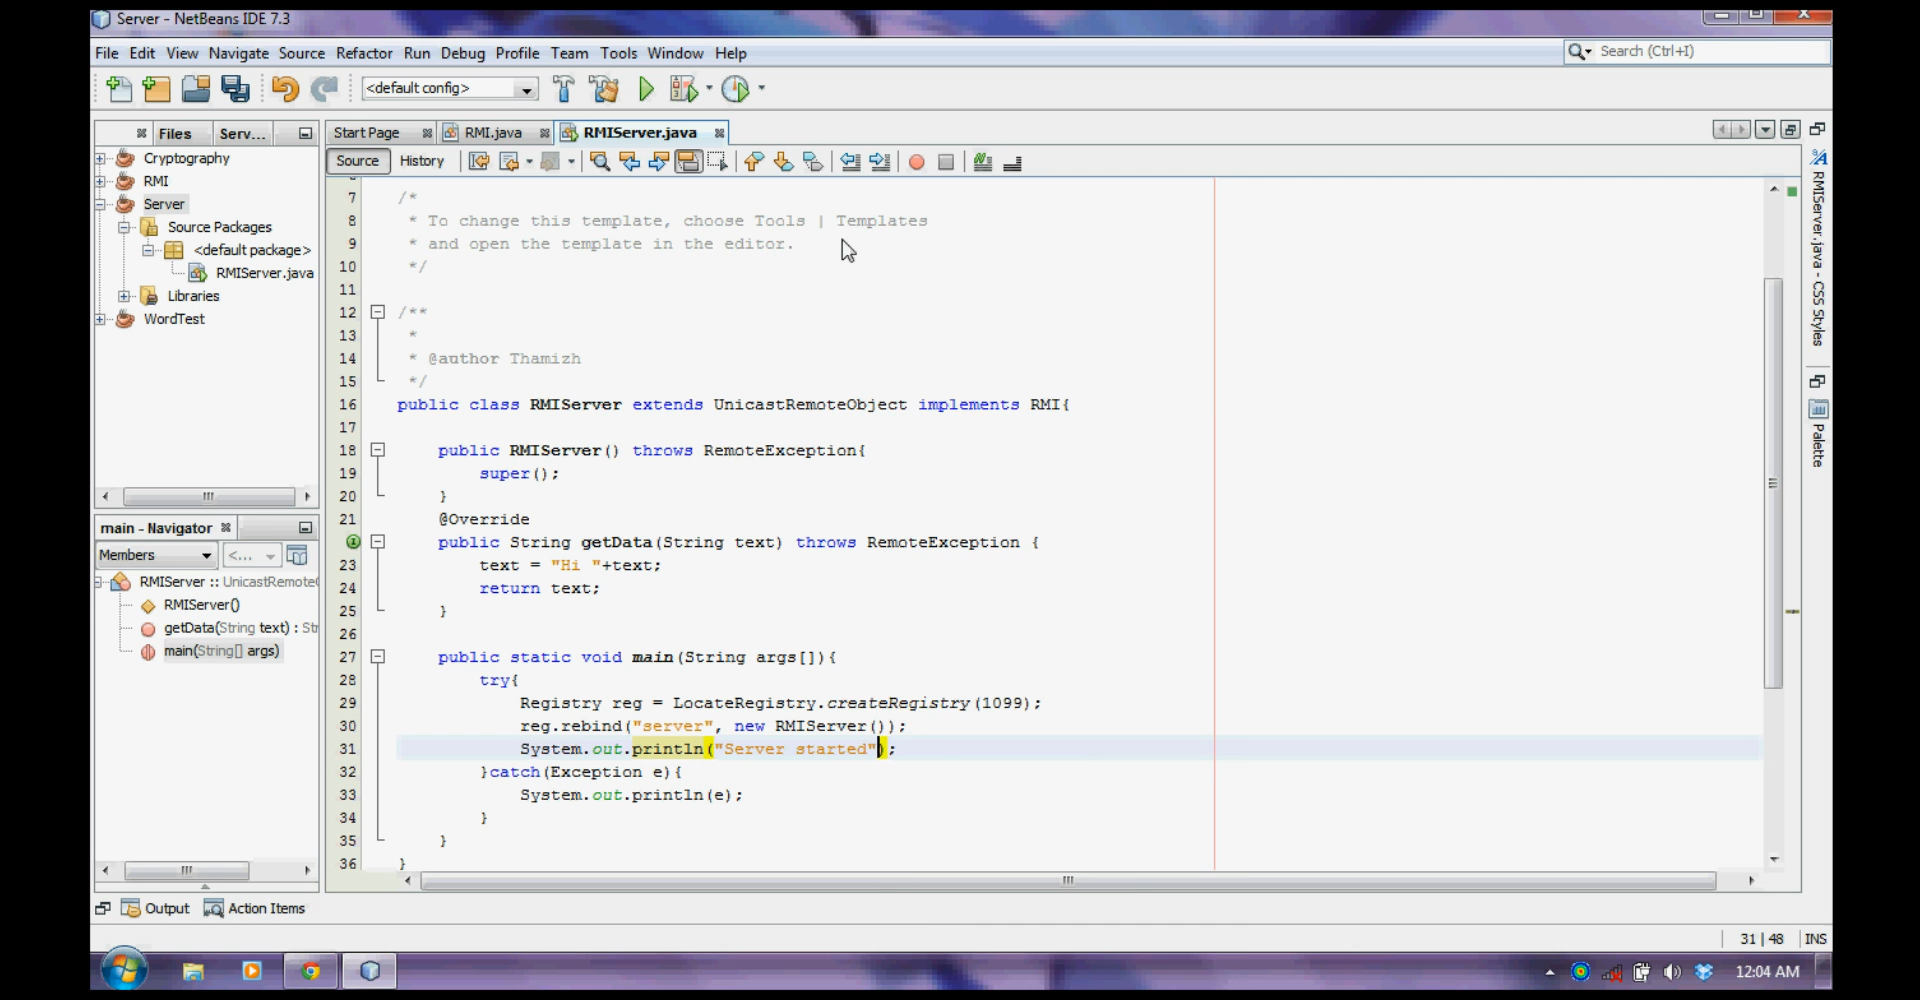 Server - NetBeans IDE 7.3
File Edit View Navigate Source Refactor Run Debug Profile Team Tools Window Help
Search (Ctrl+I)
<default config>
Files Serv...
Start Page RMI.java RMIServer.java
Source History
Cryptography
RMI
Server
Source Packages
<default package>
RMIServer.java
Libraries
WordTest
main - Navigator
Members <...
RMIServer :: UnicastRemote
RMIServer()
getData(String text) : Str
main(String[] args)
7 /*
8 * To change this template, choose Tools | Templates
9 * and open the template in the editor.
10 */
11
12 /**
13 *
14 * @author Thamizh
15 */
16 public class RMIServer extends UnicastRemoteObject implements RMI{
17
18 public RMIServer() throws RemoteException{
19 super();
20 }
21 @Override
public String getData(String text) throws RemoteException {
23 text = "Hi "+text;
24 return text;
25 }
26
27 public static void main(String args[]){
28 try{
29 Registry reg = LocateRegistry.createRegistry(1099);
30 reg.rebind("server", new RMIServer());
31 System.out.println("Server started");
32 }catch(Exception e){
33 System.out.println(e);
34 }
35 }
36 }
RMIServer.java - CSS Styles
Palette
Output Action Items
31 | 48 INS
12:04 AM